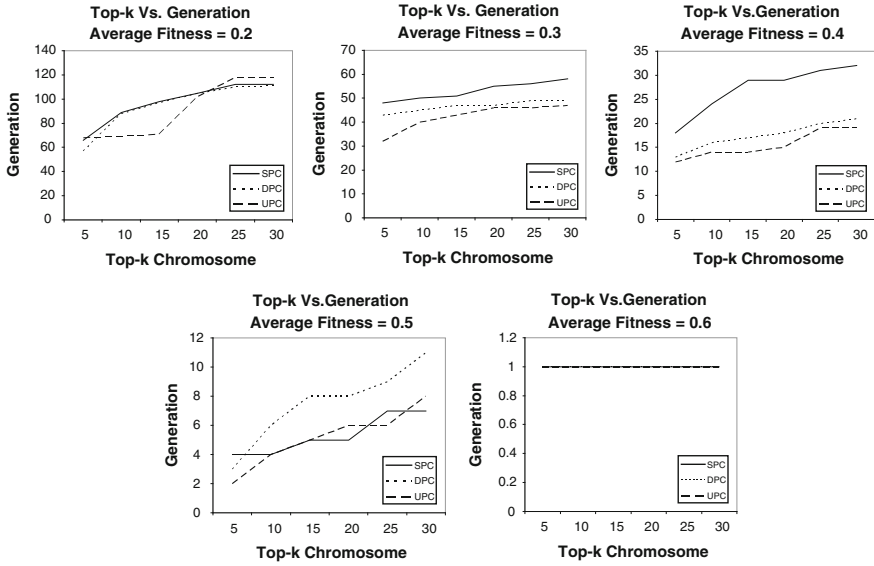 Top-k Vs. Generation
Average Fitness = 0.2
Generation
140
120
100
80
60
40
20
0
SPC
DPC
UPC
5 10 15 20 25 30
Top-k Chromosome
Top-k Vs. Generation
Average Fitness = 0.3
Generation
70
60
50
40
30
20
10
0
SPC
DPC
UPC
5 10 15 20 25 30
Top-k Chromosome
Top-k Vs.Generation
Average Fitness = 0.4
Generation
35
30
25
20
15
10
5
0
SPC
DPC
UPC
5 10 15 20 25 30
Top-k Chromosome
Top-k Vs.Generation
Average Fitness = 0.5
Generation
12
10
8
6
4
2
0
SPC
DPC
UPC
5 10 15 20 25 30
Top-k Chromosome
Top-k Vs.Generation
Average Fitness = 0.6
Generation
1.2
1
0.8
0.6
0.4
0.2
0
SPC
DPC
UPC
5 10 15 20 25 30
Top-k Chromosome